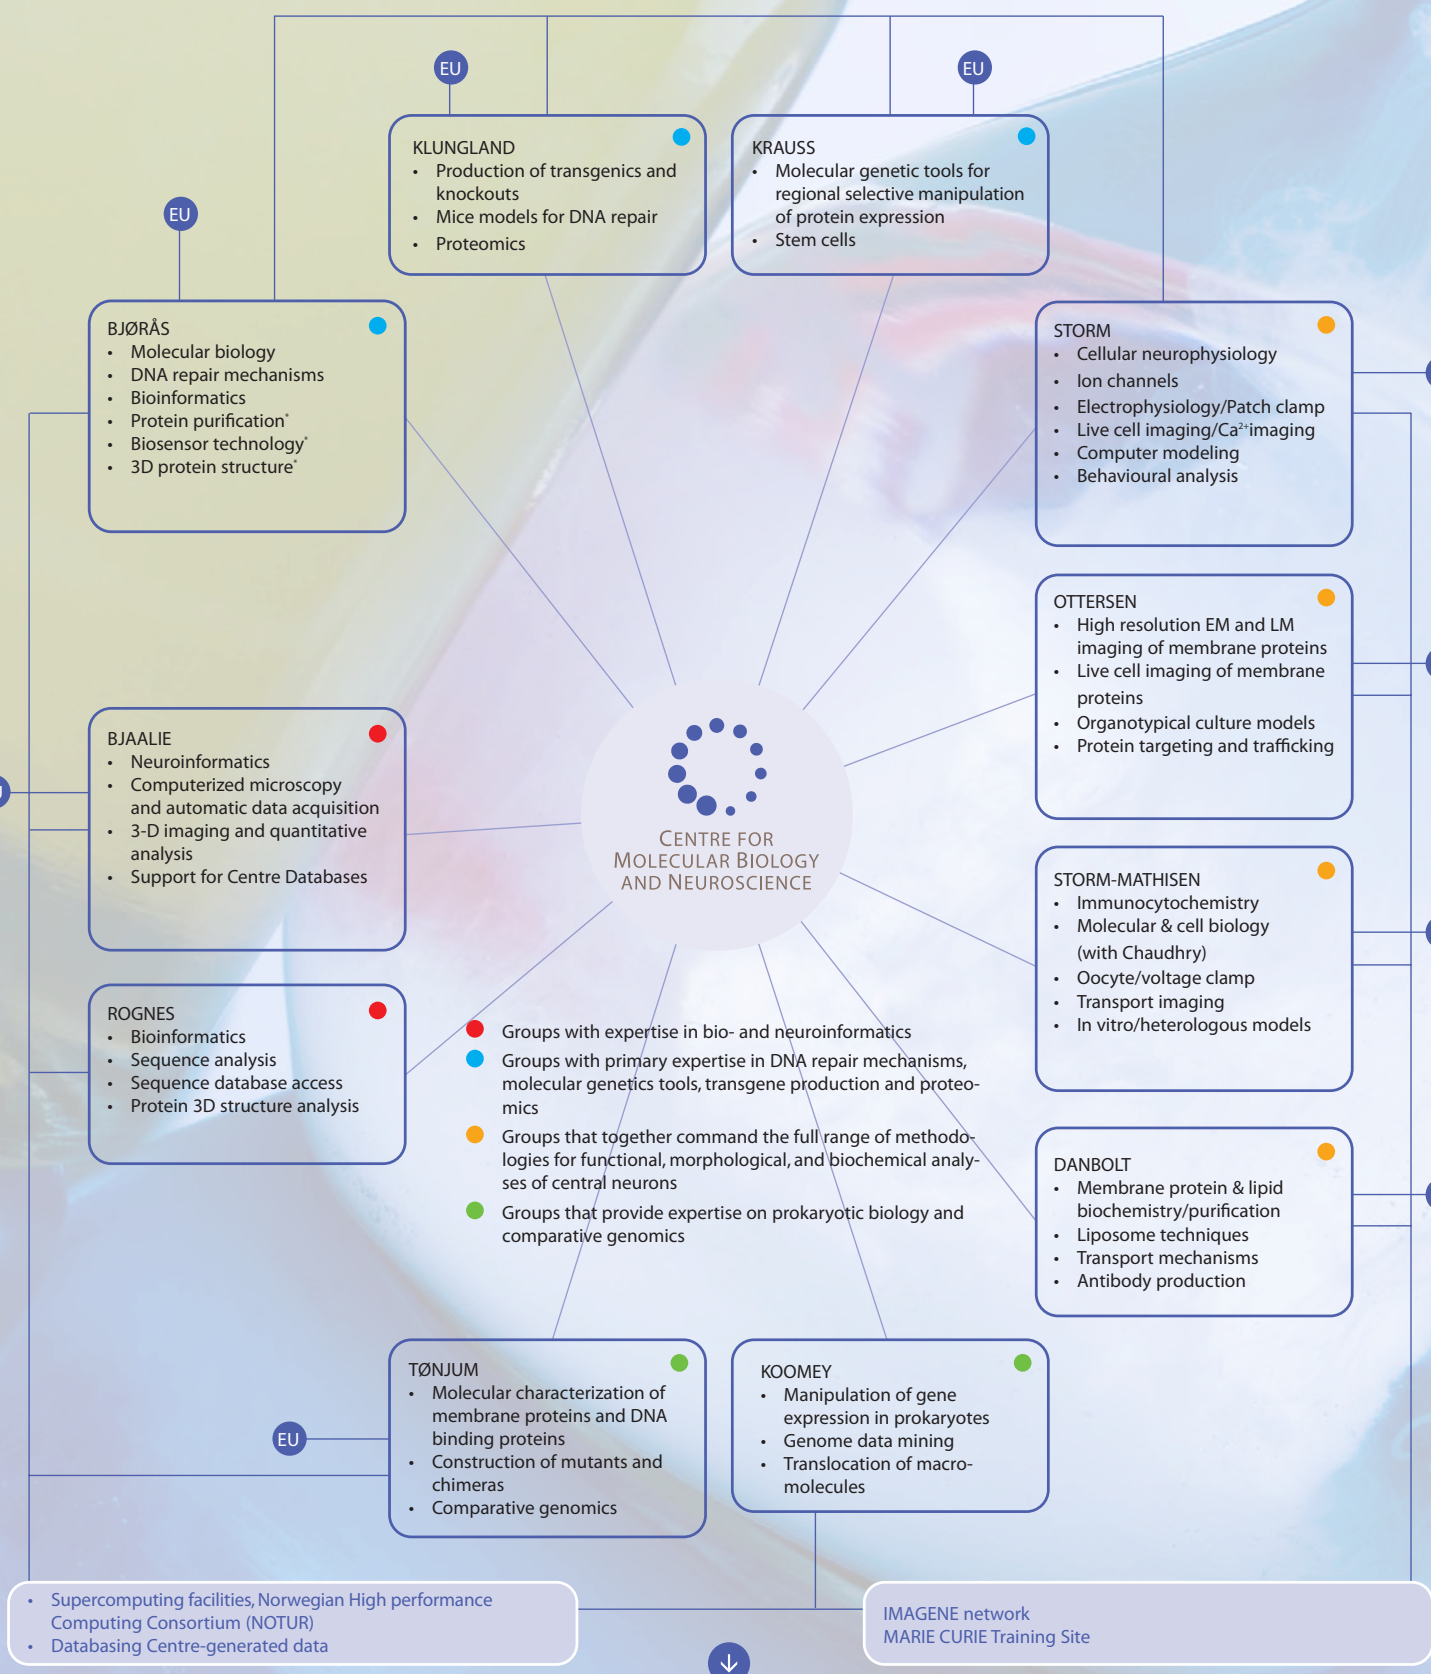 EU
EU
KLUNGLAND
• Production of transgenics and
knockouts
• Mice models for DNA repair
• Proteomics
KRAUSS
• Molecular genetic tools for
regional selective manipulation
of protein expression
• Stem cells
EU
BJØRÅS
• Molecular biology
• DNA repair mechanisms
• Bioinformatics
• Protein purification*
• Biosensor technology*
• 3D protein structure*
STORM
• Cellular neurophysiology
• Ion channels
• Electrophysiology/Patch clamp
• Live cell imaging/Ca²⁺imaging
• Computer modeling
• Behavioural analysis
OTTERSEN
• High resolution EM and LM
imaging of membrane proteins
• Live cell imaging of membrane
proteins
• Organotypical culture models
• Protein targeting and trafficking
BJAALIE
• Neuroinformatics
• Computerized microscopy
and automatic data acquisition
• 3-D imaging and quantitative
analysis
• Support for Centre Databases
CENTRE FOR
MOLECULAR BIOLOGY
AND NEUROSCIENCE
STORM-MATHISEN
• Immunocytochemistry
• Molecular & cell biology
(with Chaudhry)
• Oocyte/voltage clamp
• Transport imaging
• In vitro/heterologous models
ROGNES
• Bioinformatics
• Sequence analysis
• Sequence database access
• Protein 3D structure analysis
Groups with expertise in bio- and neuroinformatics
Groups with primary expertise in DNA repair mechanisms,
molecular genetics tools, transgene production and proteo-
mics
Groups that together command the full range of methodo-
logies for functional, morphological, and biochemical analy-
ses of central neurons
Groups that provide expertise on prokaryotic biology and
comparative genomics
DANBOLT
• Membrane protein & lipid
biochemistry/purification
• Liposome techniques
• Transport mechanisms
• Antibody production
EU
TØNJUM
• Molecular characterization of
membrane proteins and DNA
binding proteins
• Construction of mutants and
chimeras
• Comparative genomics
KOOMEY
• Manipulation of gene
expression in prokaryotes
• Genome data mining
• Translocation of macro-
molecules
• Supercomputing facilities, Norwegian High performance
Computing Consortium (NOTUR)
• Databasing Centre-generated data
IMAGENE network
MARIE CURIE Training Site